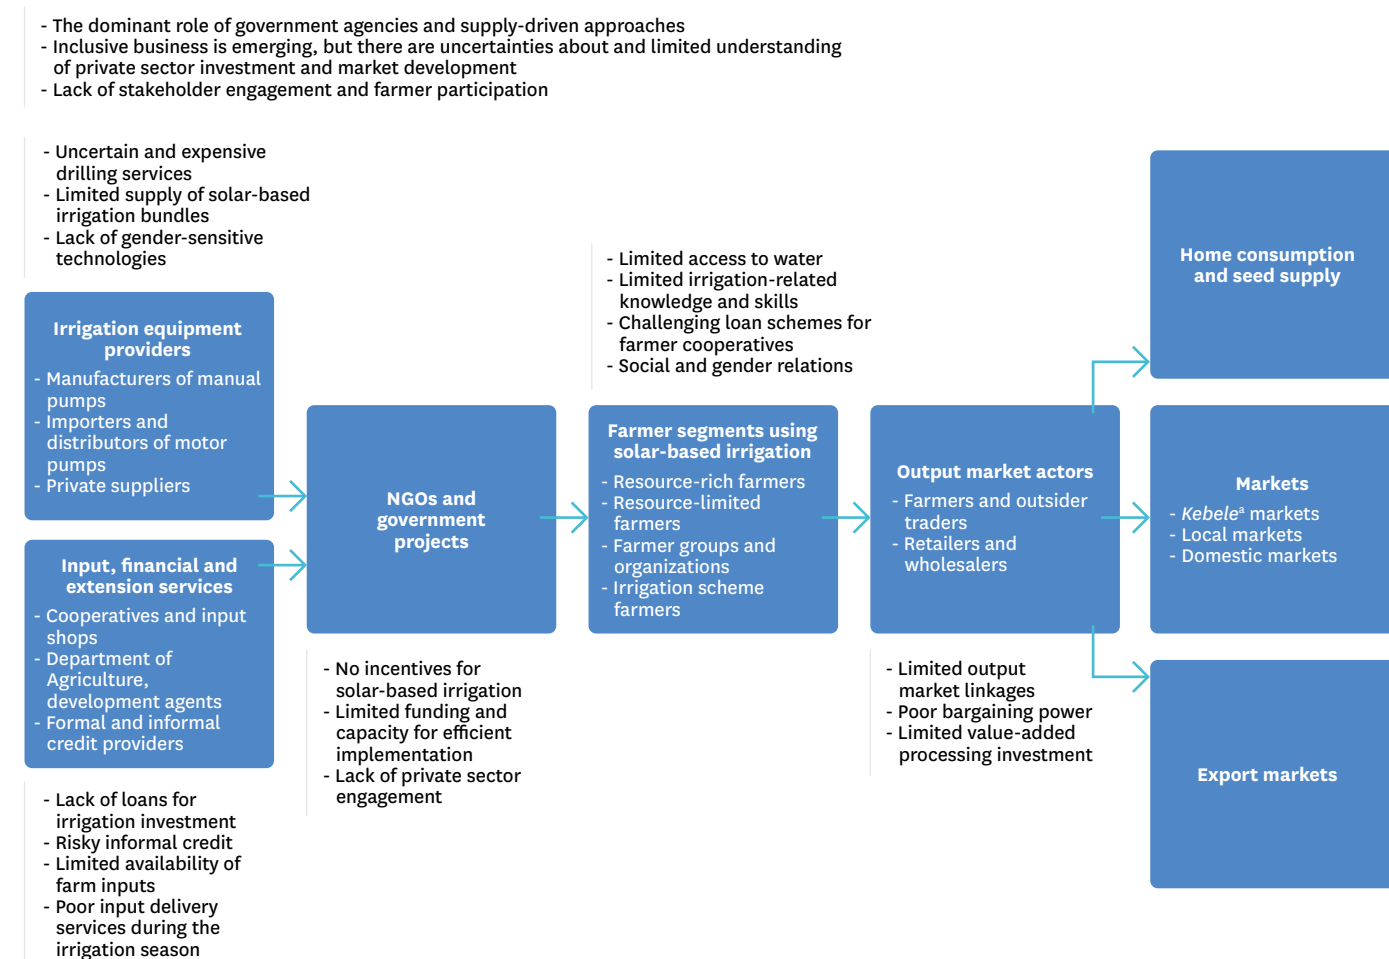 - The dominant role of government agencies and supply-driven approaches
- Inclusive business is emerging, but there are uncertainties about and limited understanding
of private sector investment and market development
- Lack of stakeholder engagement and farmer participation
- Uncertain and expensive
drilling services
- Limited supply of solar-based
irrigation bundles
- Lack of gender-sensitive
technologies
Irrigation equipment
providers
- Manufacturers of manual
pumps
- Importers and
distributors of motor
pumps
- Private suppliers
Input, financial and
extension services
- Cooperatives and input
shops
- Department of
Agriculture,
development agents
- Formal and informal
credit providers
- Lack of loans for
irrigation investment
- Risky informal credit
- Limited availability of
farm inputs
- Poor input delivery
services during the
irrigation season
NGOs and
government
projects
- No incentives for
solar-based irrigation
- Limited funding and
capacity for efficient
implementation
- Lack of private sector
engagement
- Limited access to water
- Limited irrigation-related
knowledge and skills
- Challenging loan schemes for
farmer cooperatives
- Social and gender relations
Farmer segments using
solar-based irrigation
- Resource-rich farmers
- Resource-limited
farmers
- Farmer groups and
organizations
- Irrigation scheme
farmers
Output market actors
- Farmers and outsider
traders
- Retailers and
wholesalers
- Limited output
market linkages
- Poor bargaining power
- Limited value-added
processing investment
Home consumption
and seed supply
Markets
- Kebeleª markets
- Local markets
- Domestic markets
Export markets